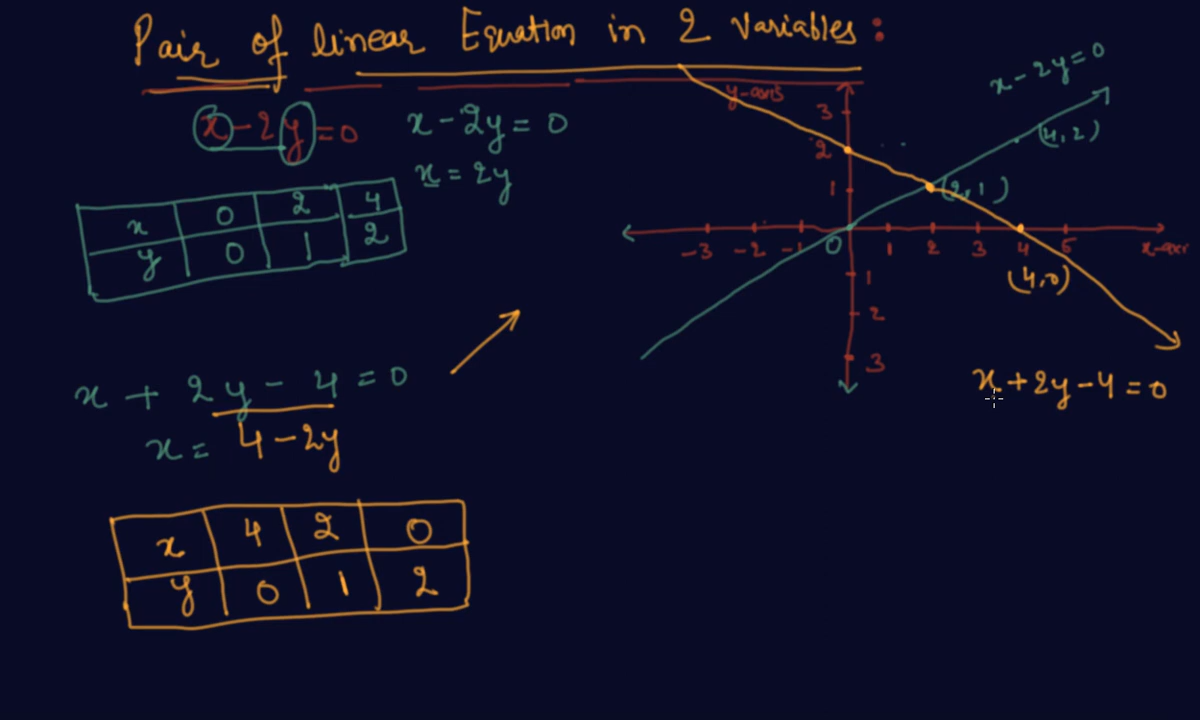 Pair of linear Equation in 2 variables:
x-2y=0
x-2y=0
x=2y
x 0 2 4
y 0 1 2
x+2y-4=0
x=4-2y
x 4 2 0
y 0 1 2
x-2y=0
y-axis
3
2
1
(4,2)
(2,1)
-3 -2 -1 0 1 2 3 4 5 x-axis
1
2
3
(4,0)
x+2y-4=0